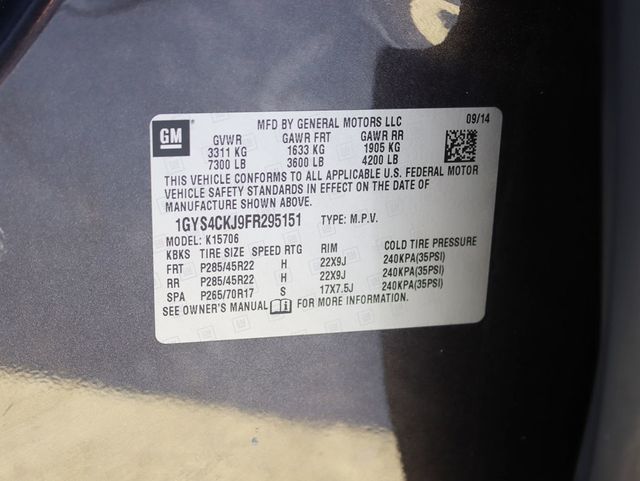 GM
MFD BY GENERAL MOTORS LLC 09/14
GVWR GAWR FRT GAWR RR
3311 KG 1633 KG 1905 KG
7300 LB 3600 LB 4200 LB
THIS VEHICLE CONFORMS TO ALL APPLICABLE U.S. FEDERAL MOTOR
VEHICLE SAFETY STANDARDS IN EFFECT ON THE DATE OF
MANUFACTURE SHOWN ABOVE.
1GYS4CKJ9FR295151 TYPE: M.P.V.
MODEL: K15706
KBKS TIRE SIZE SPEED RTG RIM COLD TIRE PRESSURE
FRT P285/45R22 H 22X9J 240KPA(35PSI)
RR P285/45R22 H 22X9J 240KPA(35PSI)
SPA P265/70R17 S 17X7.5J 240KPA(35PSI)
SEE OWNER'S MANUAL FOR MORE INFORMATION.